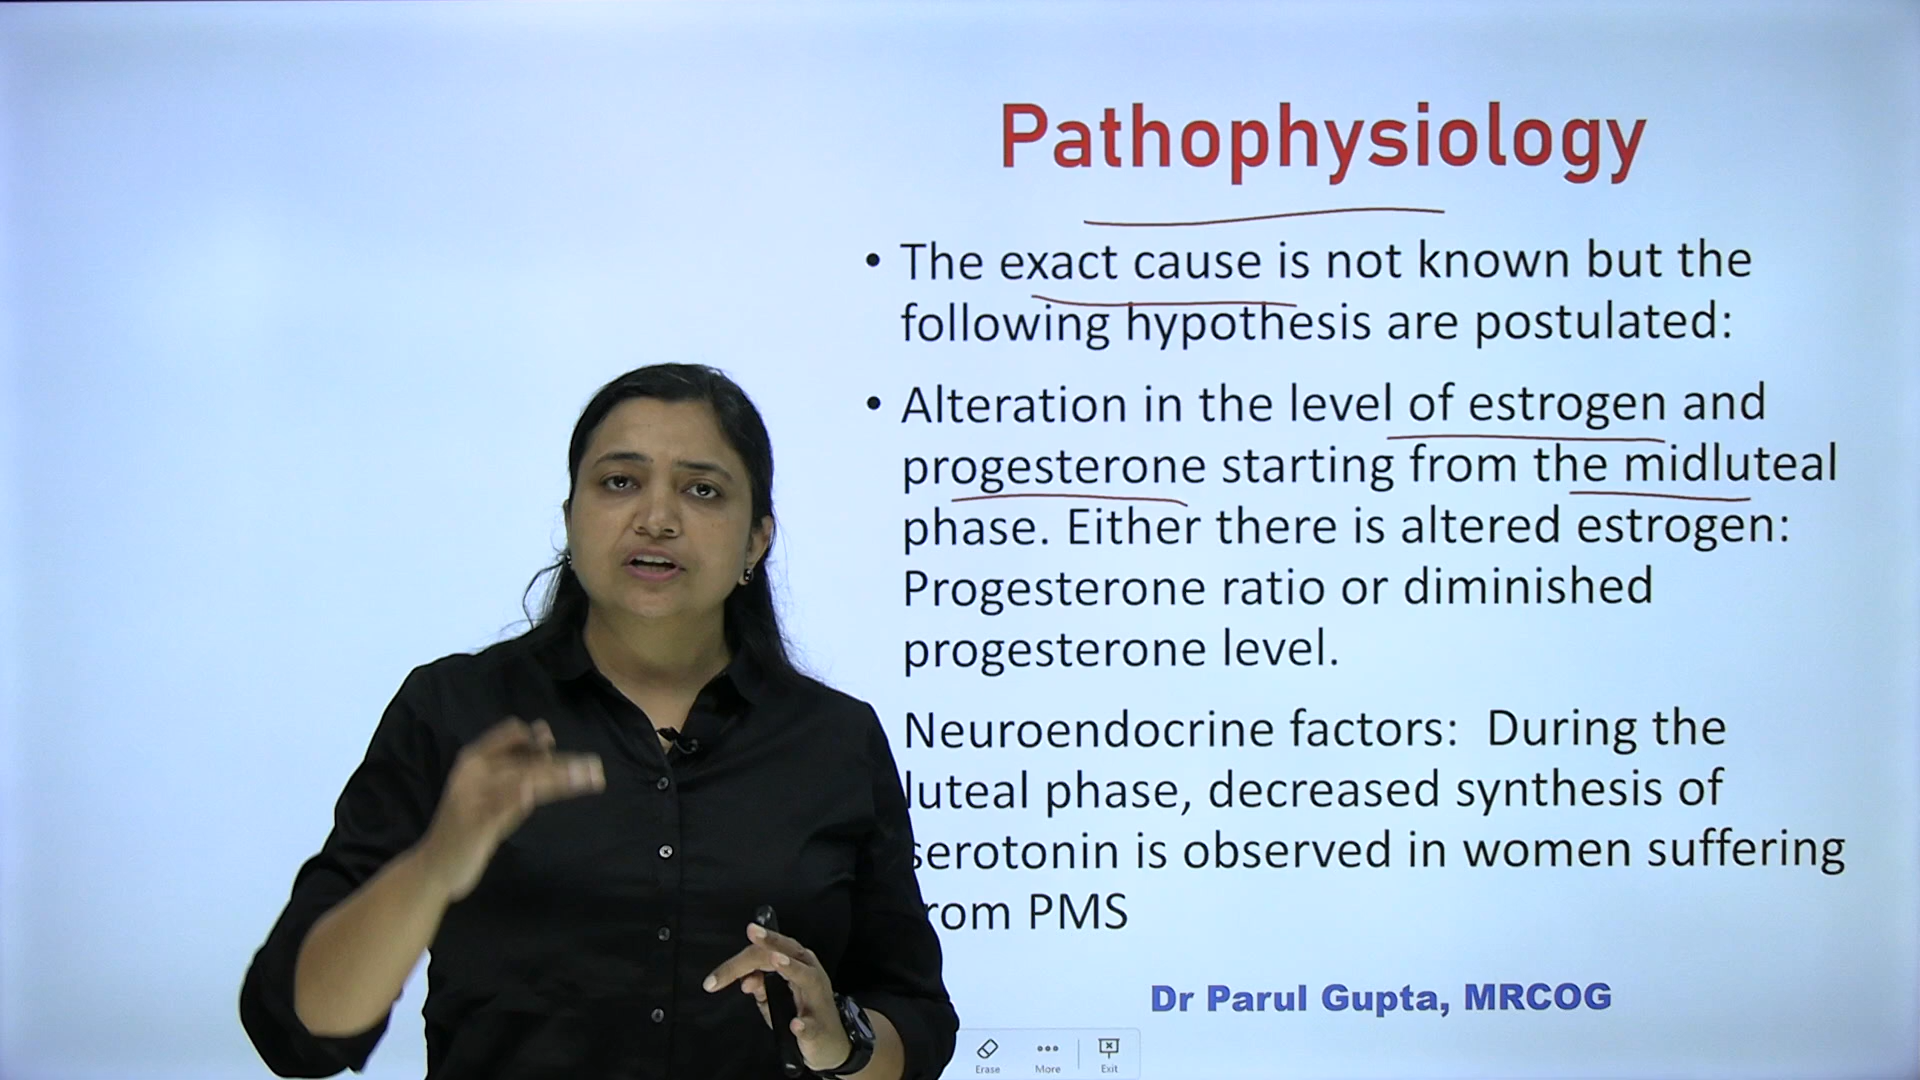 Pathophysiology
• The exact cause is not known but the
following hypothesis are postulated:
• Alteration in the level of estrogen and
progesterone starting from the midluteal
phase. Either there is altered estrogen:
Progesterone ratio or diminished
progesterone level.
Neuroendocrine factors: During the
luteal phase, decreased synthesis of
serotonin is observed in women suffering
rom PMS
Dr Parul Gupta, MRCOG
Erase More Exit